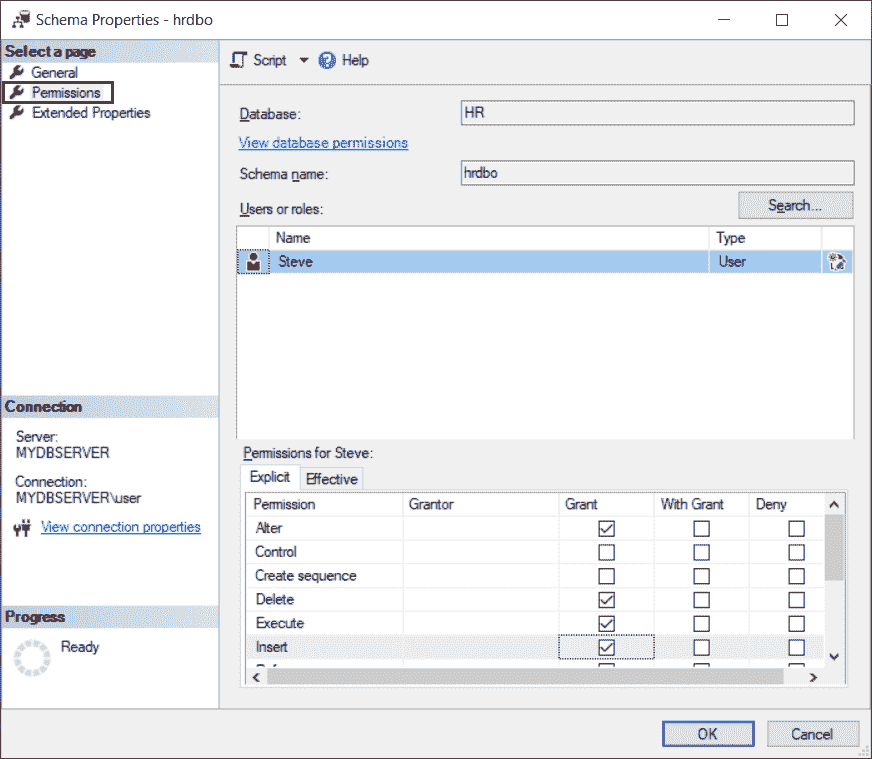 Schema Properties - hrdbo
Select a page
General
Permissions
Extended Properties
Script
Help
Database:
HR
View database permissions
Schema name:
hrdbo
Users or roles:
Search...
Name Type
Steve User
Connection
Server:
MYDBSERVER
Connection:
MYDBSERVER\user
View connection properties
Progress
Ready
Permissions for Steve:
Explicit Effective
Permission Grantor Grant With Grant Deny
Alter
Control
Create sequence
Delete
Execute
Insert
OK Cancel